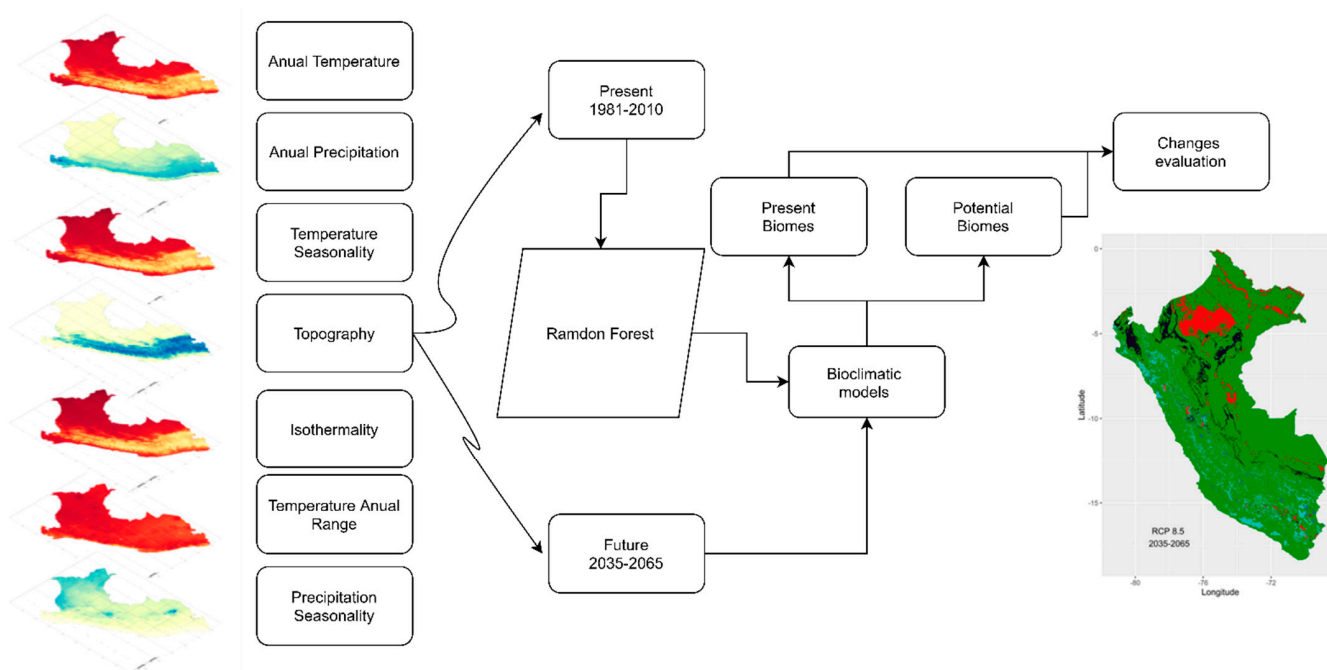 Anual Temperature
Anual Precipitation
Temperature
Seasonality
Topography
Isothermality
Temperature Anual
Range
Precipitation
Seasonality
Present
1981-2010
Ramdon Forest
Future
2035-2065
Present
Biomes
Potential
Biomes
Bioclimatic
models
Changes
evaluation
0
-5
-10
-15
Latitude
RCP 8.5
2035-2065
-80
-76
-72
Longitude